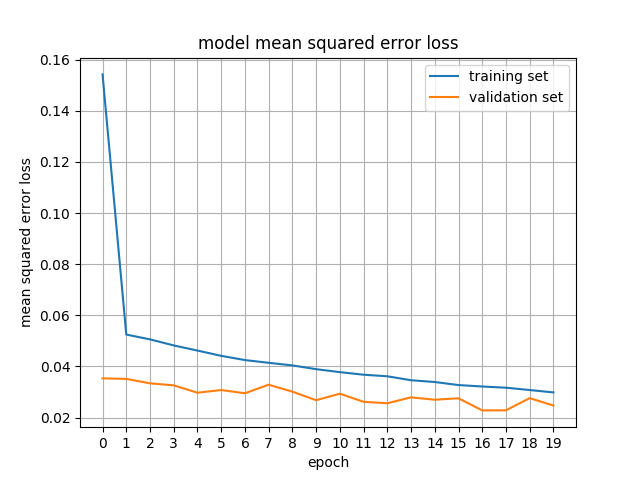 model mean squared error loss
training set
validation set
0.16
0.14
0.12
0.10
0.08
0.06
0.04
0.02
mean squared error loss
0 1 2 3 4 5 6 7 8 9 10 11 12 13 14 15 16 17 18 19
epoch